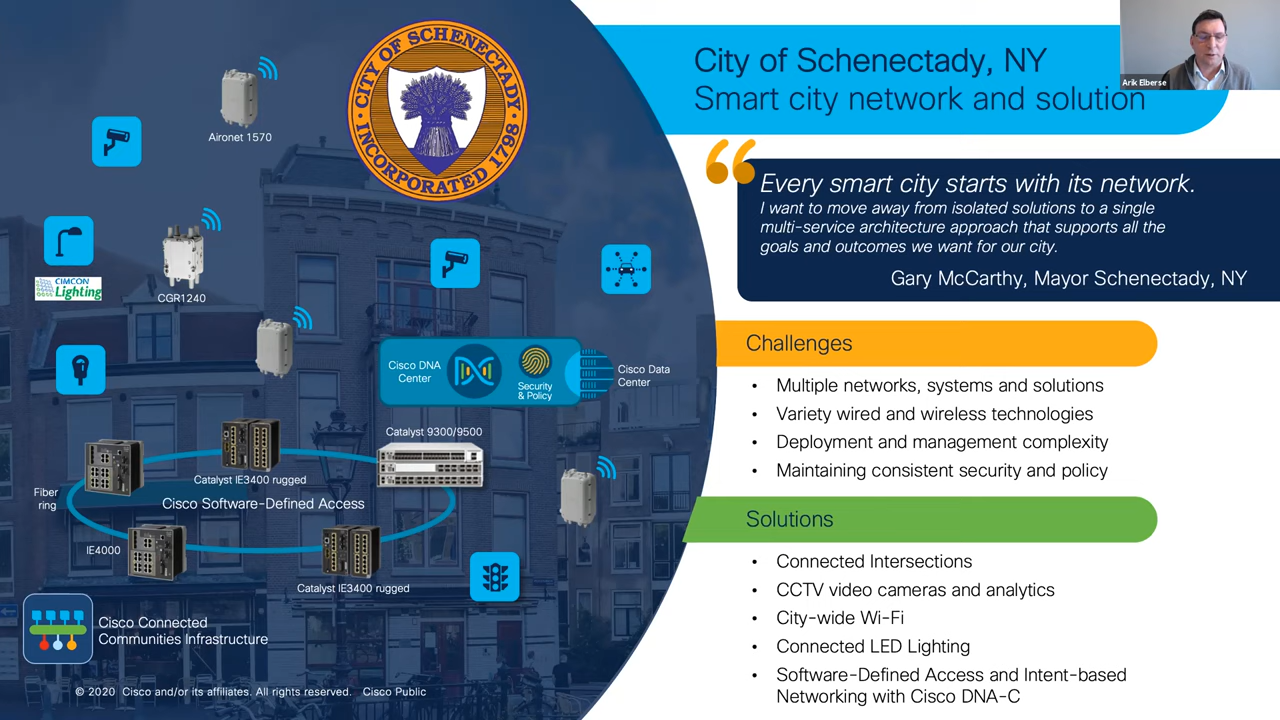 CITY OF SCHENECTADY
INCORPORATED 1798
Aironet 1570
CIMCON
Lighting
CGR1240
Cisco DNA
Center
Security
& Policy
Cisco Data
Center
Catalyst 9300/9500
Catalyst IE3400 rugged
Fiber
ring
Cisco Software-Defined Access
IE4000
Catalyst IE3400 rugged
Cisco Connected
Communities Infrastructure
© 2020 Cisco and/or its affiliates. All rights reserved. Cisco Public
City of Schenectady, NY
Smart city network and solution
Arik Elberse
“
Every smart city starts with its network.
I want to move away from isolated solutions to a single
multi-service architecture approach that supports all the
goals and outcomes we want for our city.
Gary McCarthy, Mayor Schenectady, NY
Challenges
• Multiple networks, systems and solutions
• Variety wired and wireless technologies
• Deployment and management complexity
• Maintaining consistent security and policy
Solutions
• Connected Intersections
• CCTV video cameras and analytics
• City-wide Wi-Fi
• Connected LED Lighting
• Software-Defined Access and Intent-based
Networking with Cisco DNA-C